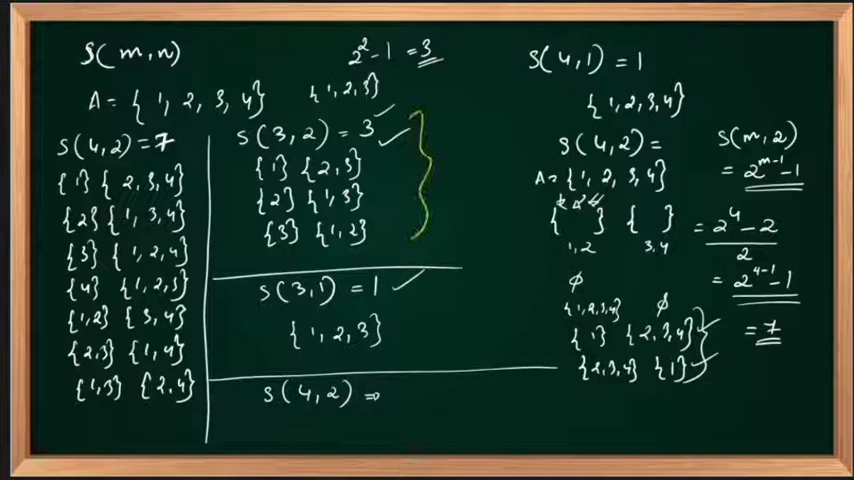 S(m,n)
A = { 1, 2, 3, 4}
S(4,2) = 7
{1} { 2,3,4}
{2} {1, 3,4}
{3} { 1,2,4}
{4} {1,2,3}
{1,2} {3,4}
{2,3} {1,4}
{1,3} {2,4}
2² - 1 = 3
{1,2,3}
S(3,2) = 3
{1} {2,3}
{2} {1,3}
{3} {1,2}
S(3,1) = 1
{1,2,3}
S(4,2) ⇒
S(4,1) = 1
{1,2,3,4}
S(4,2) =
A = {1, 2, 3, 4}
{ } { }
1,2 3,4
φ
{1,2,3,4} φ
{1} {2,3,4}
{2,3,4} {1}
S(m,2)
= 2^{m-1} - 1
= 2⁴ - 2
2
= 2^{4-1} - 1
= 7